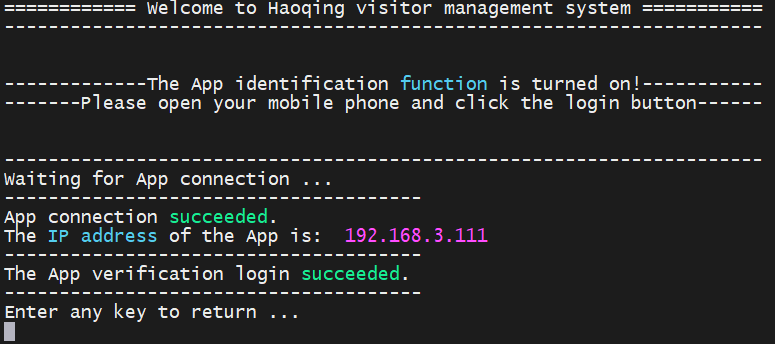 ============ Welcome to Haoqing visitor management system ===========
---------------------------------------------------------------------
-------------The App identification function is turned on!-----------
-------Please open your mobile phone and click the login button------
---------------------------------------------------------------------
Waiting for App connection ...
--------------------------------------
App connection succeeded.
The IP address of the App is:  192.168.3.111
--------------------------------------
The App verification login succeeded.
--------------------------------------
Enter any key to return ...